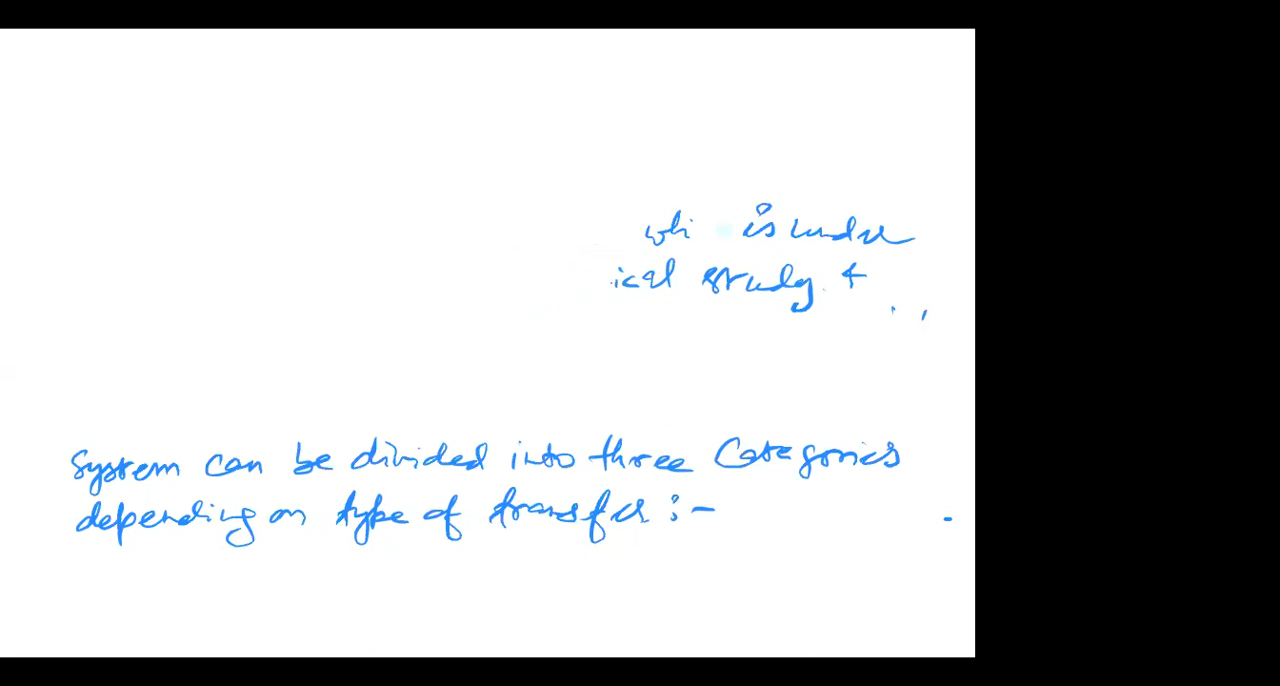 is under
ical study &
System can be divided into three Categories
depending on type of transfer :-